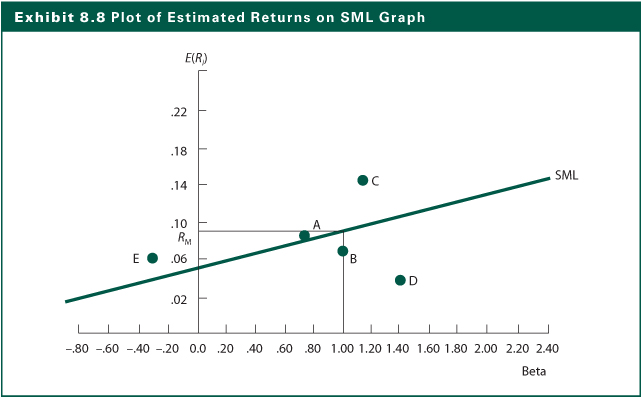 Exhibit 8.8 Plot of Estimated Returns on SML Graph
E(Ri)
.22
.18
.14
.10
RM
.06
.02
SML
C
A
B
E
D
–.80 –.60 –.40 –.20 0.0 .20 .40 .60 .80 1.00 1.20 1.40 1.60 1.80 2.00 2.20 2.40
Beta